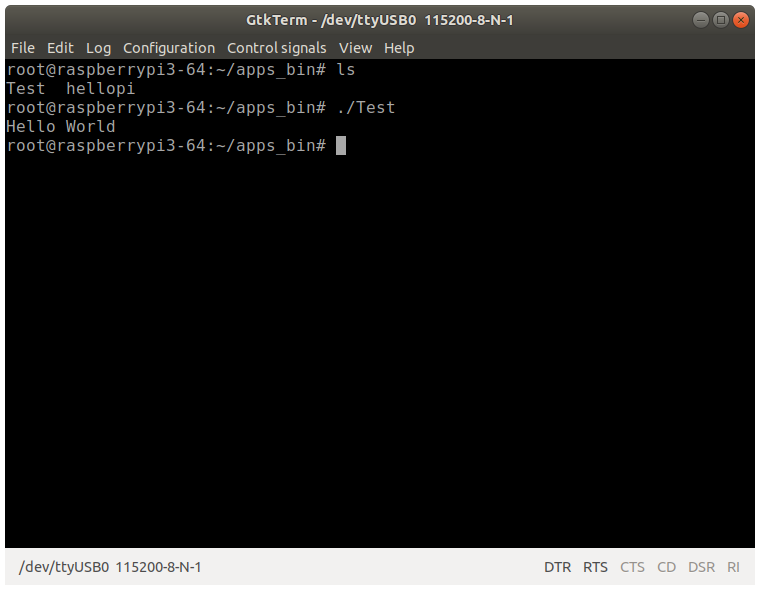 GtkTerm - /dev/ttyUSB0 115200-8-N-1
File Edit Log Configuration Control signals View Help
root@raspberrypi3-64:~/apps_bin# ls
Test  hellopi
root@raspberrypi3-64:~/apps_bin# ./Test
Hello World
root@raspberrypi3-64:~/apps_bin#
/dev/ttyUSB0 115200-8-N-1 DTR RTS CTS CD DSR RI